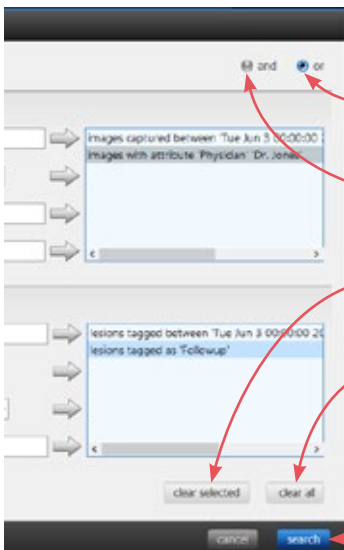 and or
images captured between 'Tue Jun 3 00:00:00
images with attribute 'Physician' 'Dr. Jones'
lesions tagged between 'Tue Jun 3 00:00:00 20
lesions tagged as 'Followup'
clear selected clear all
cancel search